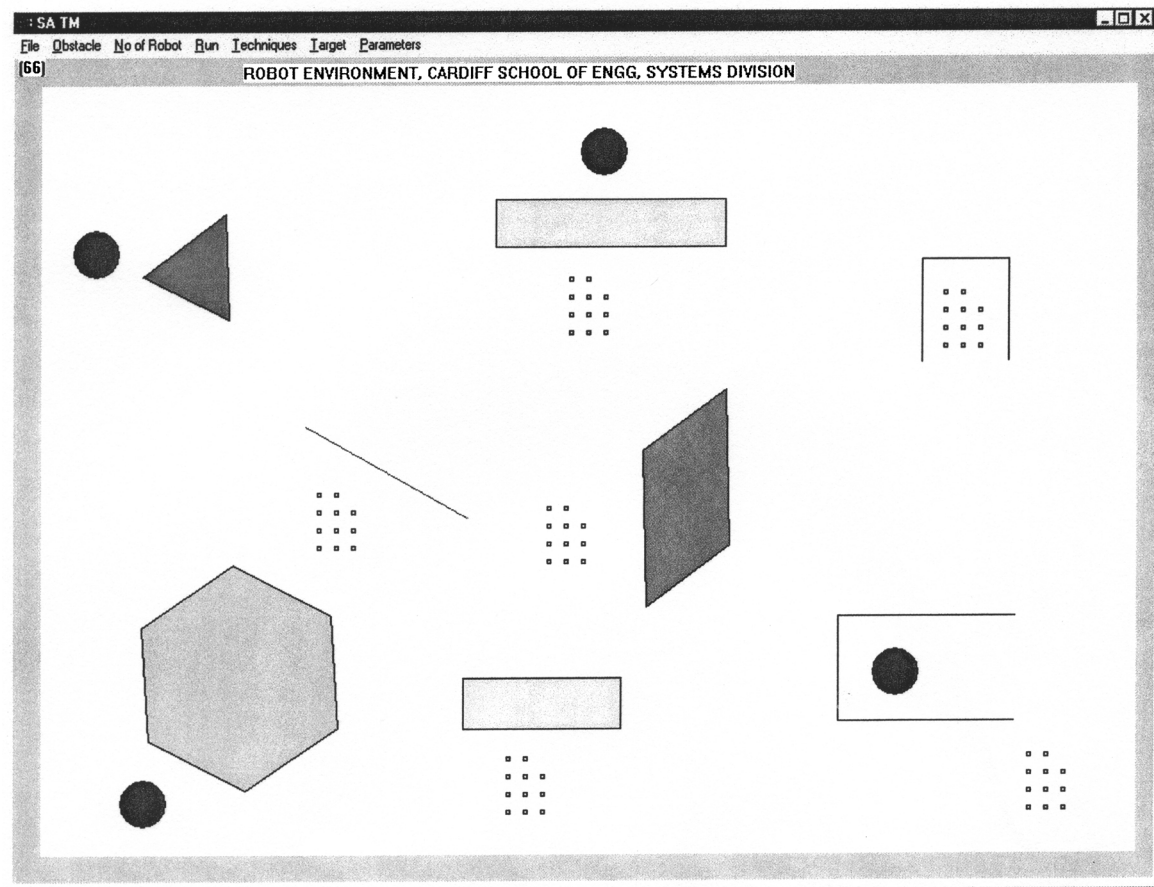 : SA TM
File Obstacle No of Robot Run Techniques Target Parameters
(66)
ROBOT ENVIRONMENT, CARDIFF SCHOOL OF ENGG, SYSTEMS DIVISION